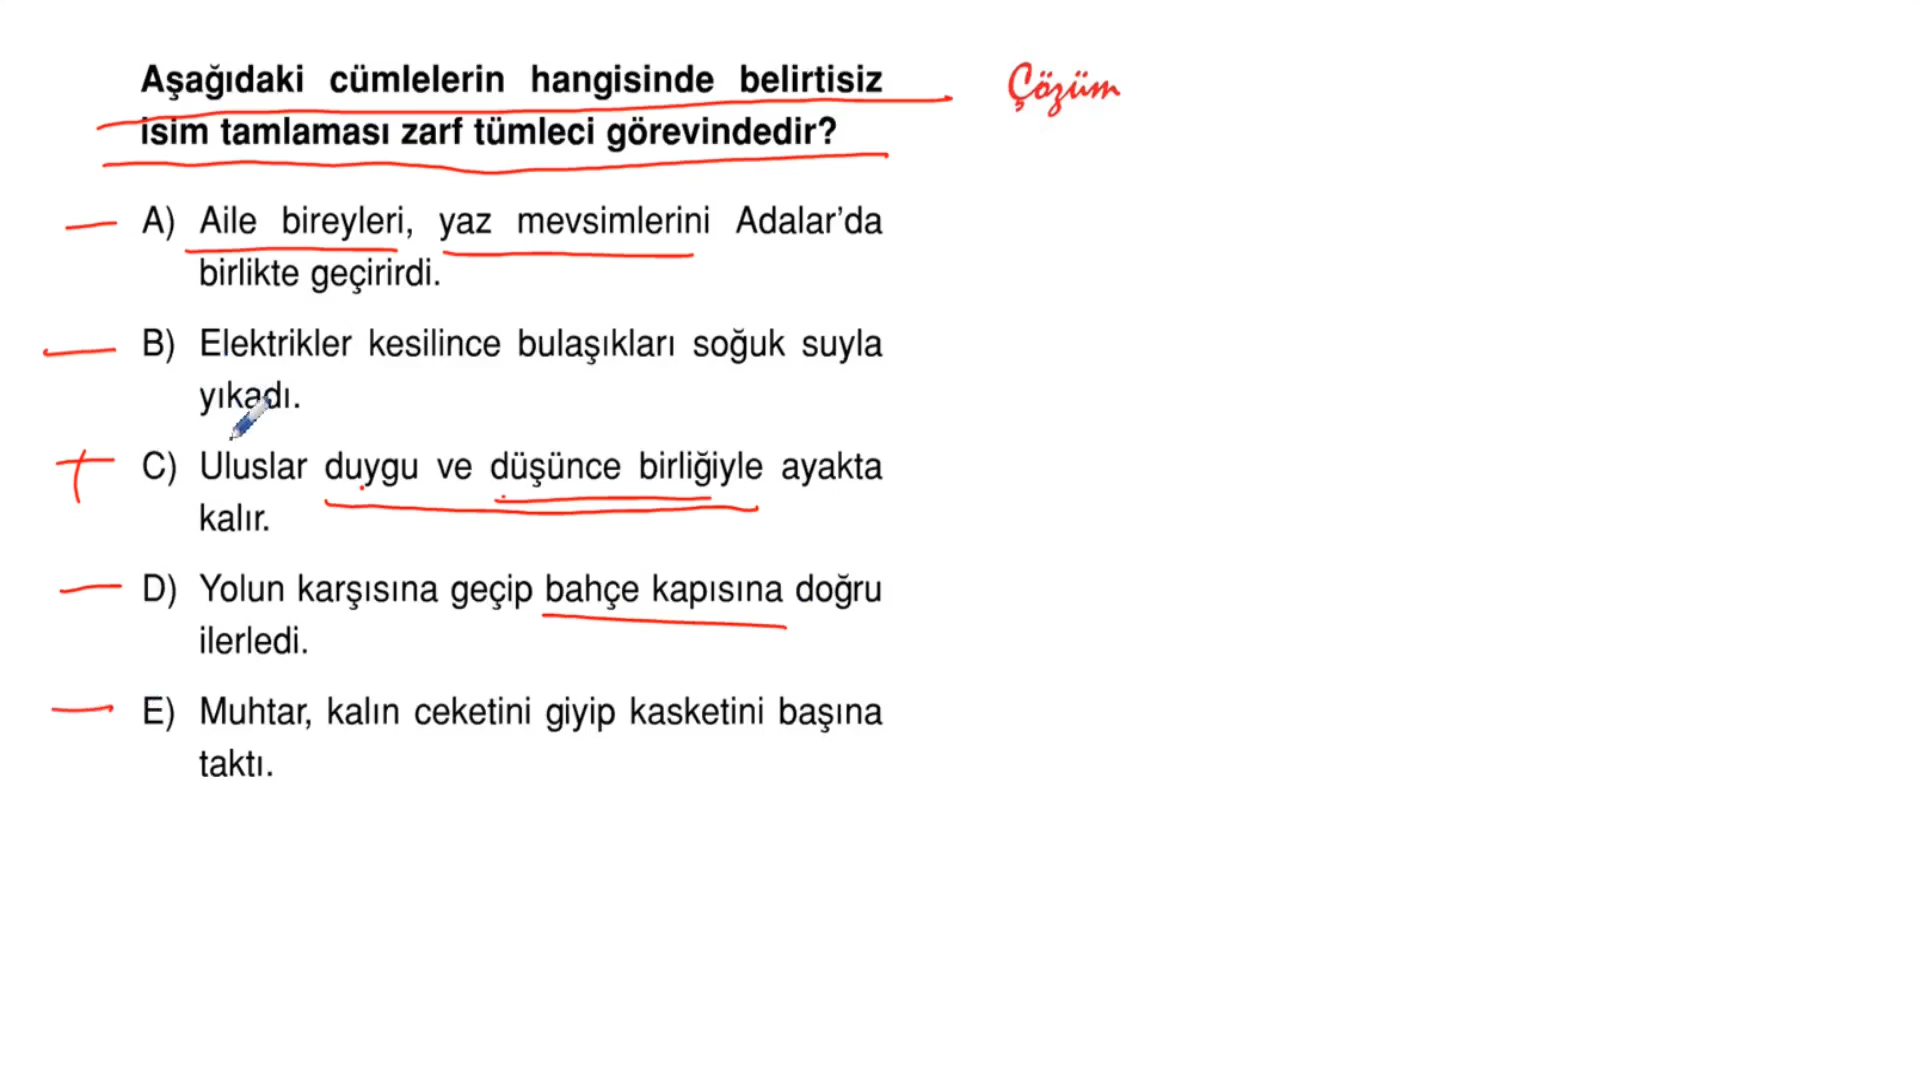 Aşağıdaki cümlelerin hangisinde belirtisiz
isim tamlaması zarf tümleci görevindedir?
Çözüm
A) Aile bireyleri, yaz mevsimlerini Adalar’da
birlikte geçirirdi.
B) Elektrikler kesilince bulaşıkları soğuk suyla
yıkadı.
C) Uluslar duygu ve düşünce birliğiyle ayakta
kalır.
D) Yolun karşısına geçip bahçe kapısına doğru
ilerledi.
E) Muhtar, kalın ceketini giyip kasketini başına
taktı.